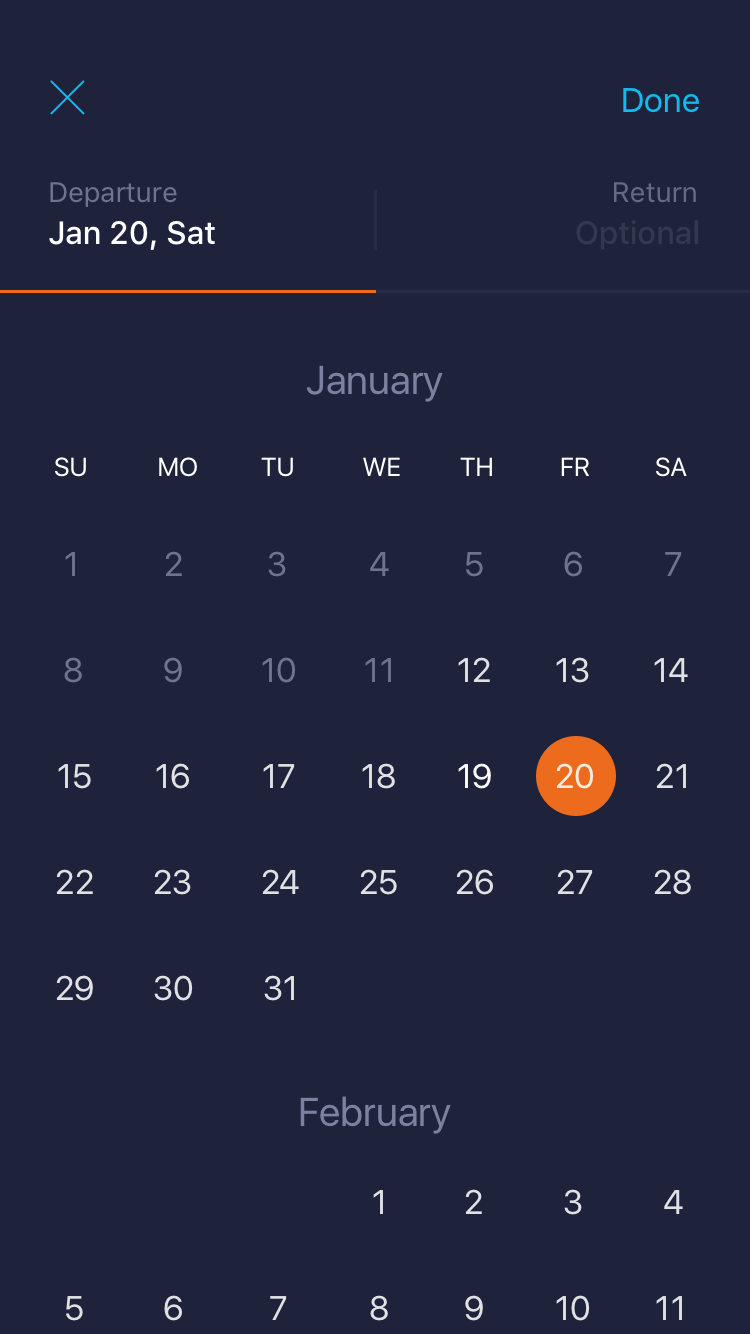 Done
Departure Return
Jan 20, Sat Optional
January
SU MO TU WE TH FR SA
1 2 3 4 5 6 7
8 9 10 11 12 13 14
15 16 17 18 19 20 21
22 23 24 25 26 27 28
29 30 31
February
1 2 3 4
5 6 7 8 9 10 11